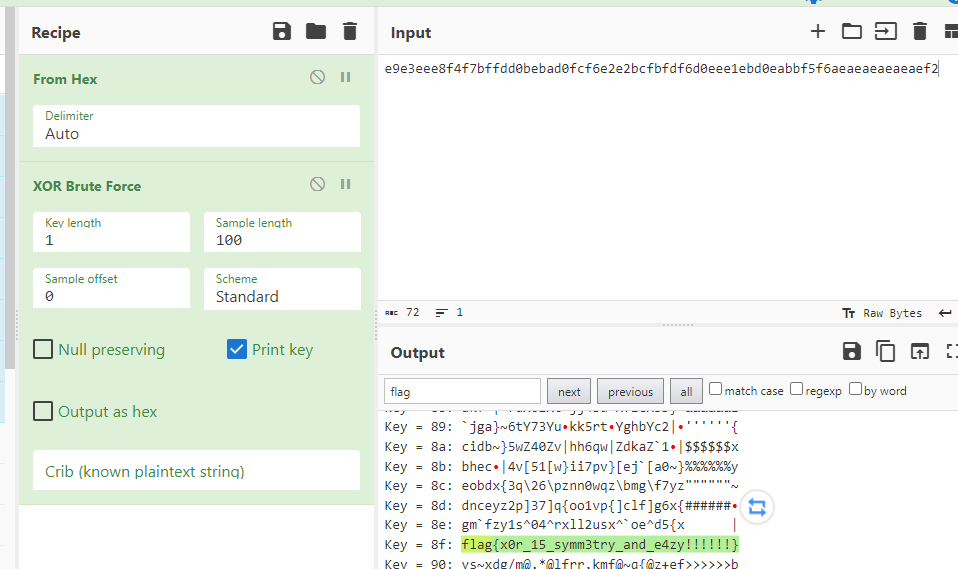 Recipe
From Hex
Delimiter
Auto
XOR Brute Force
Key length
1
Sample length
100
Sample offset
0
Scheme
Standard
Null preserving
Print key
Output as hex
Crib (known plaintext string)
Input
e9e3eee8f4f7bffdd0bebad0fcf6e2e2bcfbfdf6d0eee1ebd0eabbf5f6aeaeaeaeaeaef2
ABC 72 1
Tт Raw Bytes
Output
flag next previous all match case regexp by word
Key = 89: `jga}~6tY73Yu•kk5rt•YghbYc2|•''''''{
Key = 8a: cidb~}5wZ40Zv|hh6qw|ZdkaZ`1•|$$$$$$x
Key = 8b: bhec•|4v[51[w}ii7pv}[ej`[a0~}%%%%%%y
Key = 8c: eobdx{3q\26\pznn0wqz\bmg\f7yz""""""~
Key = 8d: dnceyz2p]37]q{oo1vp{]clf]g6x{######•
Key = 8e: gm`fzy1s^04^rxll2usx^`oe^d5{x      |
Key = 8f: flag{x0r_15_symm3try_and_e4zy!!!!!!}
Key = 90: ys~xdg/m@.*@lfrr,kmf@~q{@z+ef>>>>>>b